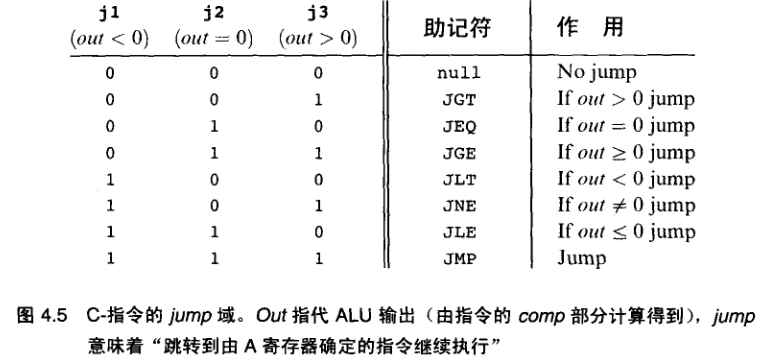 j1 j2 j3 助记符 作 用
(out < 0) (out = 0) (out > 0)
0 0 0 null No jump
0 0 1 JGT If out > 0 jump
0 1 0 JEQ If out = 0 jump
0 1 1 JGE If out ≥ 0 jump
1 0 0 JLT If out < 0 jump
1 0 1 JNE If out ≠ 0 jump
1 1 0 JLE If out ≤ 0 jump
1 1 1 JMP Jump
图 4.5 C-指令的 jump 域。Out 指代 ALU 输出（由指令的 comp 部分计算得到），jump
意味着“跳转到由 A 寄存器确定的指令继续执行”